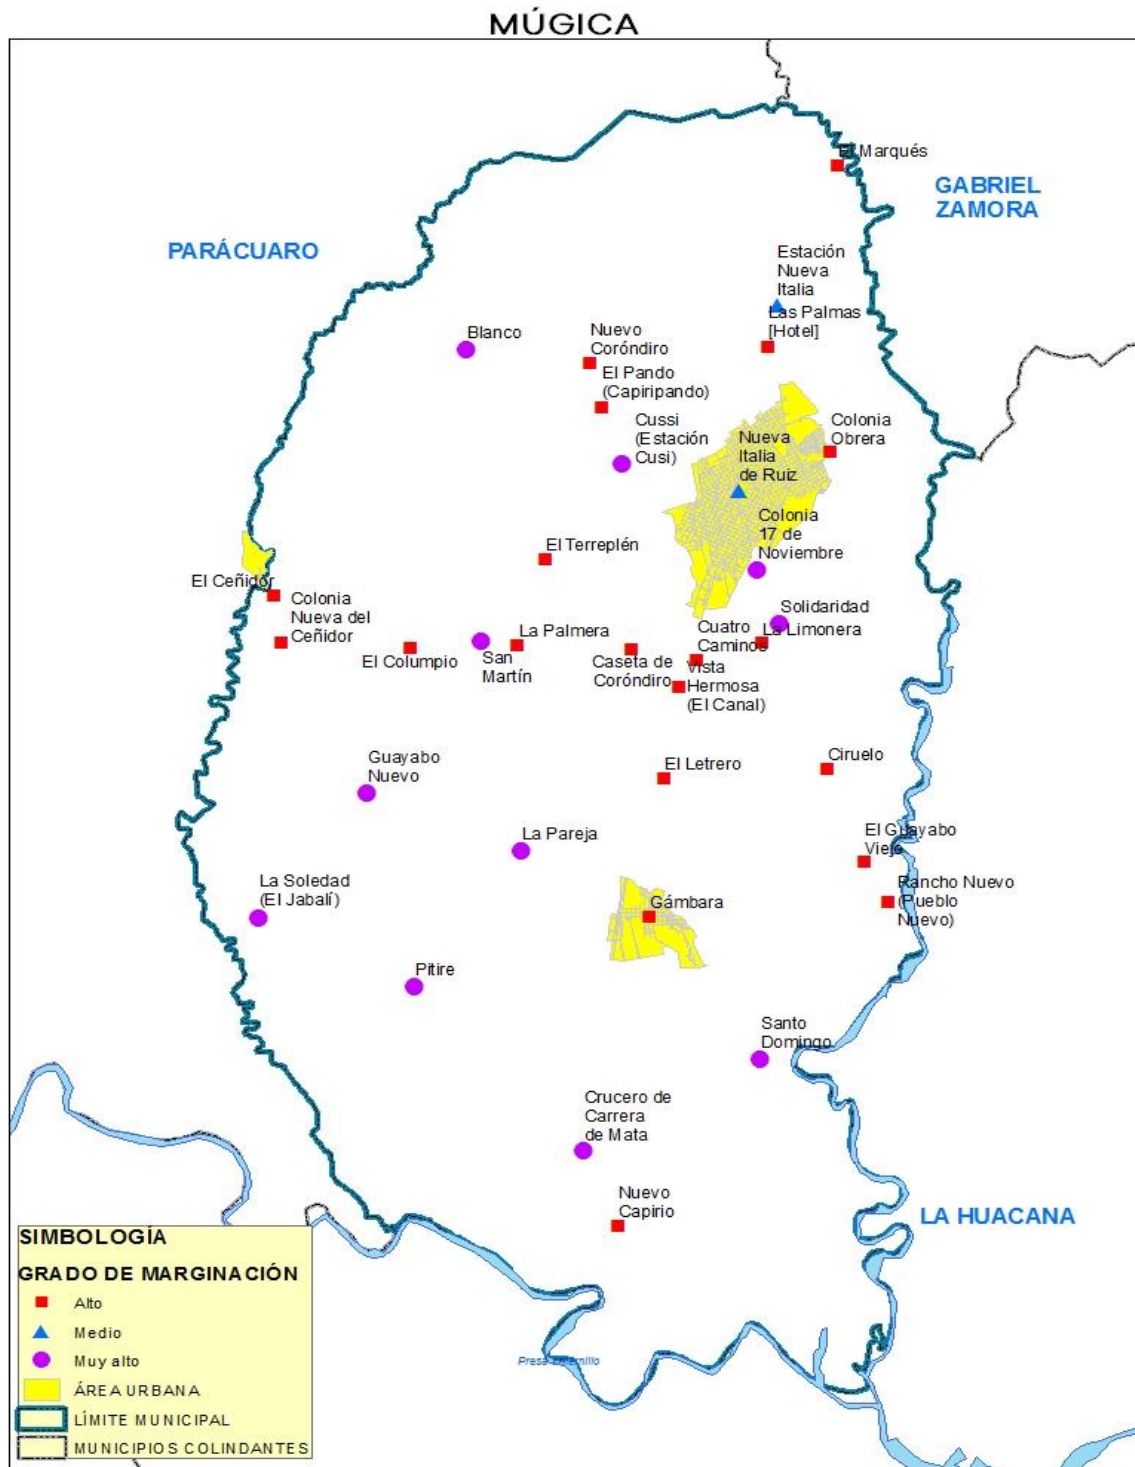 MÚGICA
El Marqués
GABRIEL
ZAMORA
PARÁCUARO
Estación
Nueva
Italia
Las Palmas
[Hotel]
Blanco
Nuevo
Coróndiro
El Pando
(Capiripando)
Cussi
(Estación
Cusi)
Colonia
Obrera
Nueva
Italia
de Ruiz
Colonia
17 de
Noviembre
El Terreplén
El Ceñidor
Colonia
Nueva del
Ceñidor
Solidaridad
La Limonera
Cuatro
Caminos
La Palmera
El Columpio
San
Martín
Caseta de
Coróndiro
Vista
Hermosa
(El Canal)
Guayabo
Nuevo
El Letrero
Ciruelo
La Pareja
El Guayabo
Viejo
La Soledad
(El Jabalí)
Rancho Nuevo
(Pueblo
Nuevo)
Gámbara
Pitire
Santo
Domingo
Crucero de
Carrera
de Mata
Nuevo
Capirio
LA HUACANA
Presa
SIMBOLOGÍA
GRADO DE MARGINACIÓN
Alto
Medio
Muy alto
ÁREA URBANA
LÍMITE MUNICIPAL
MUNICIPIOS COLINDANTES